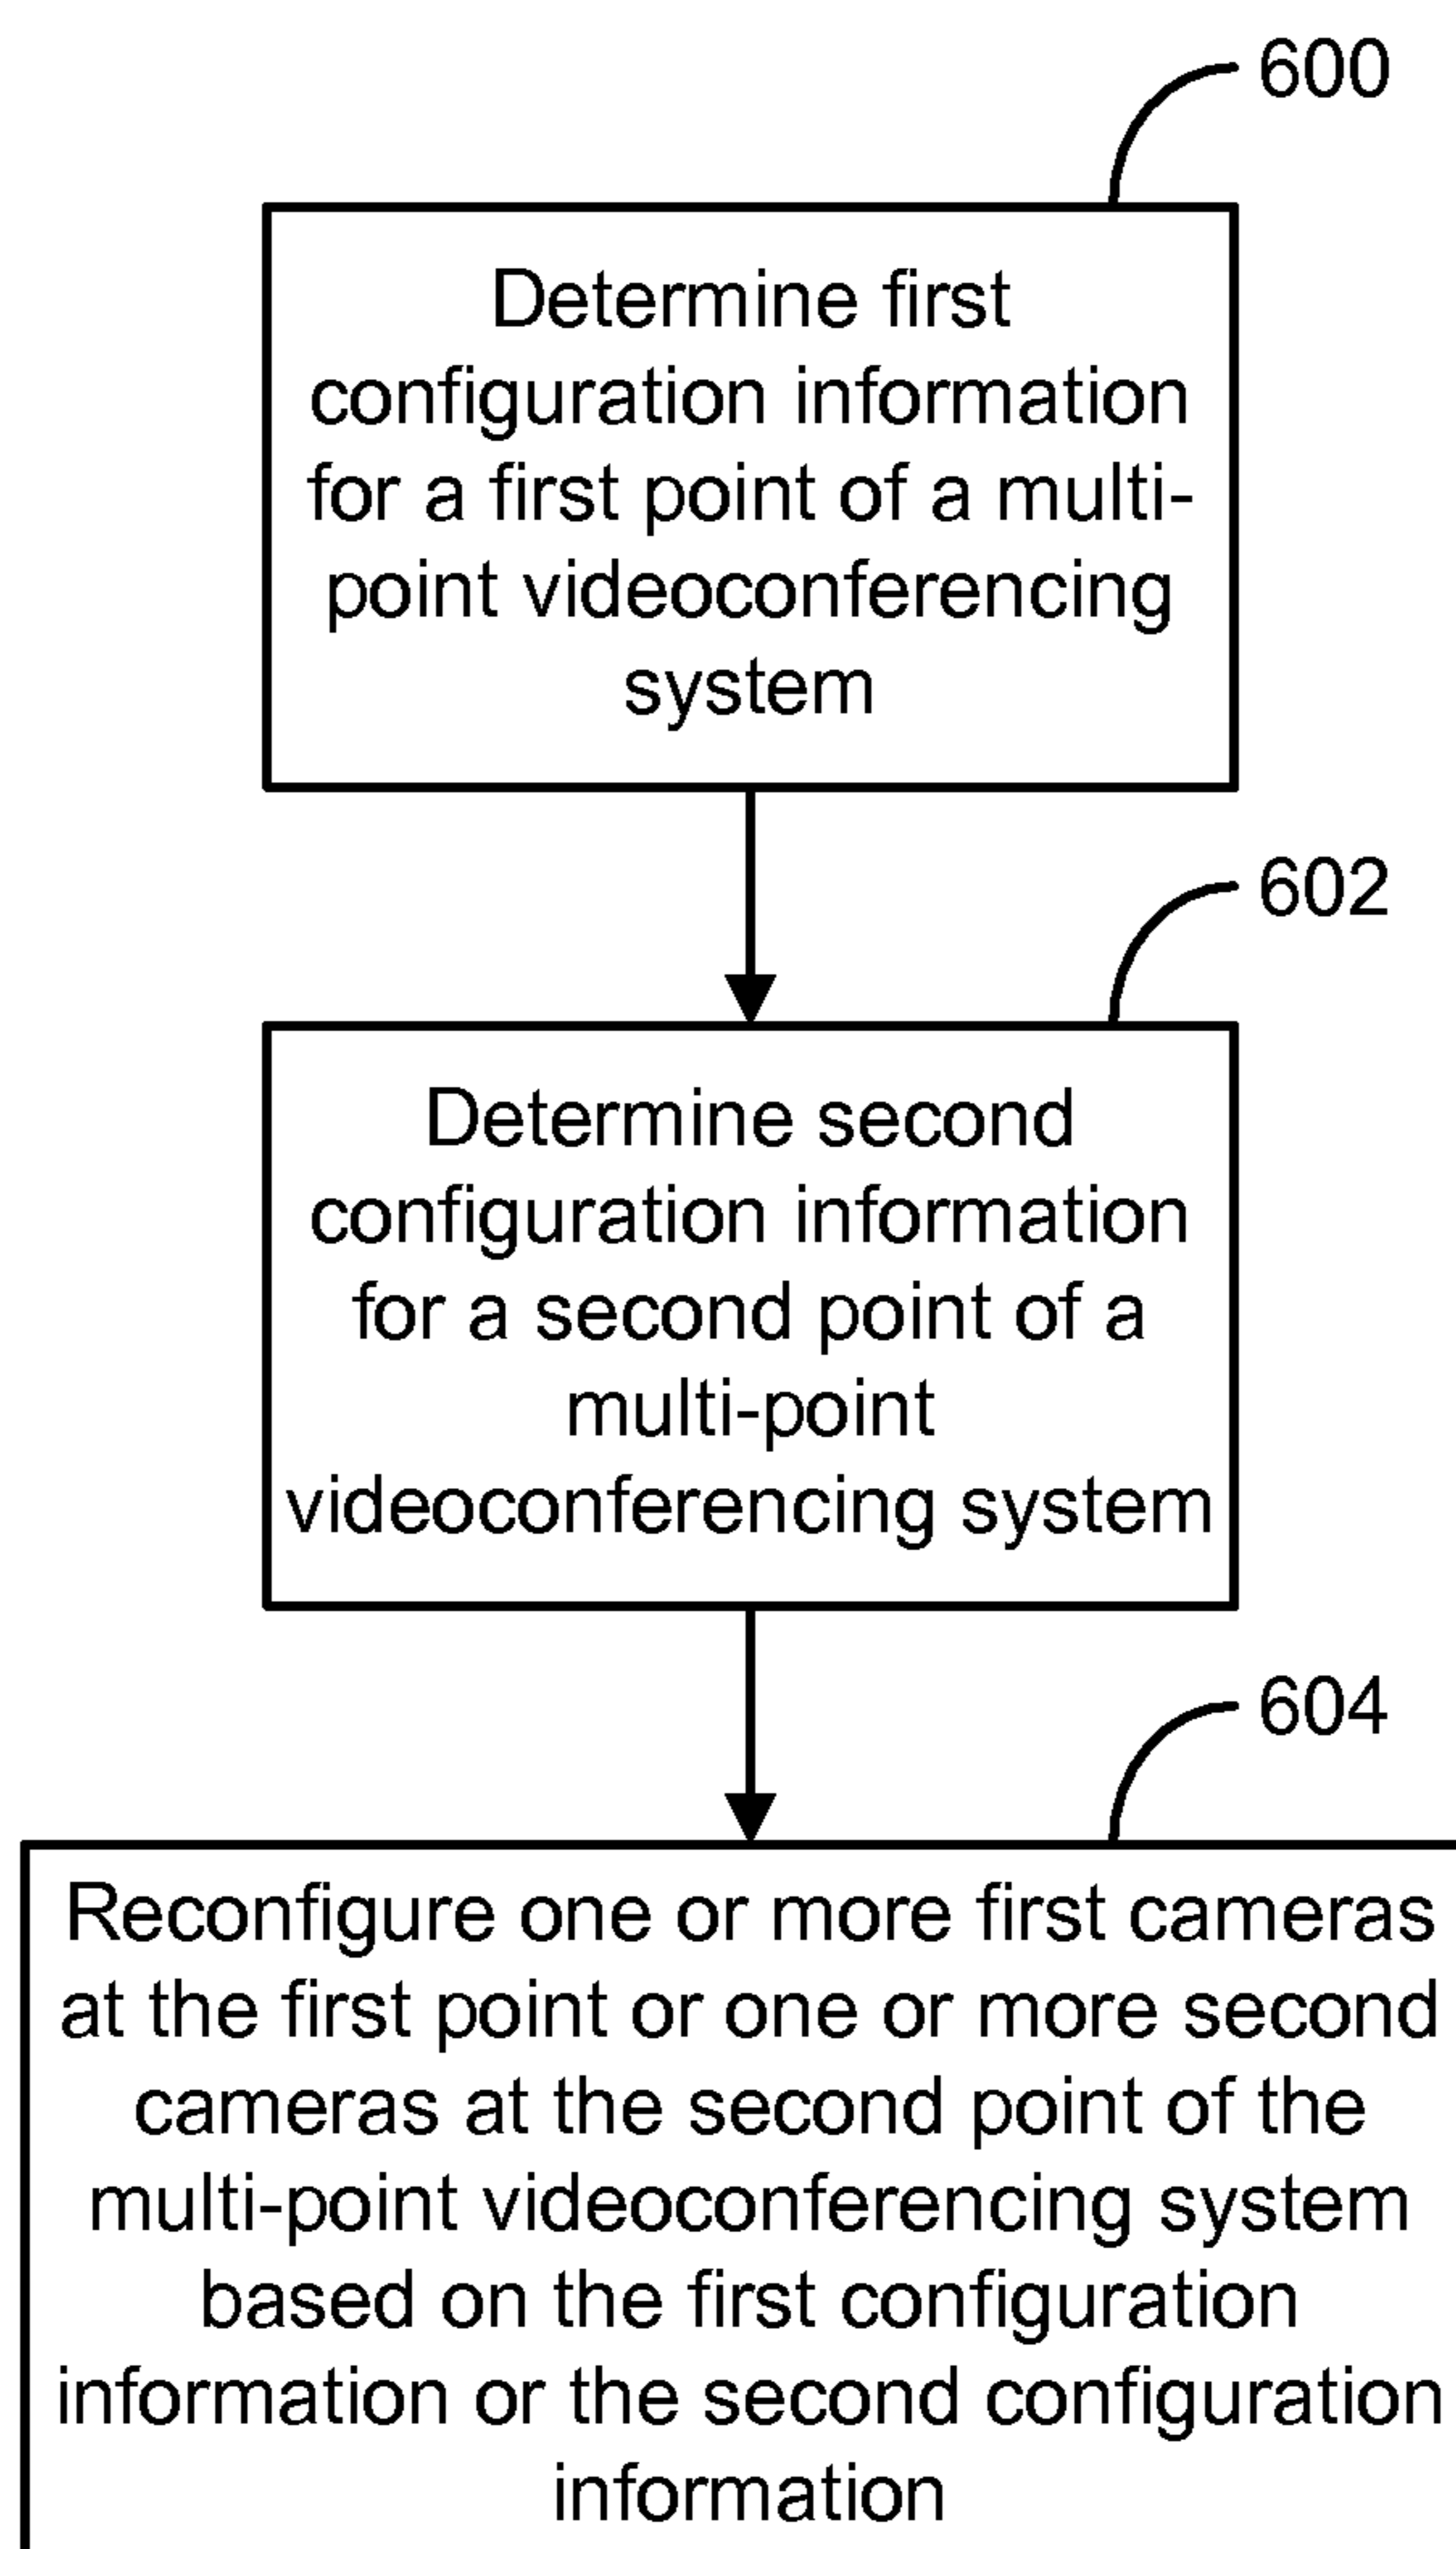 600
Determine first
configuration information
for a first point of a multi-
point videoconferencing
system
602
Determine second
configuration information
for a second point of a
multi-point
videoconferencing system
604
Reconfigure one or more first cameras
at the first point or one or more second
cameras at the second point of the
multi-point videoconferencing system
based on the first configuration
information or the second configuration
information